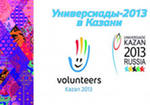 Универсиады-2013
в Казани
volunteers
Kazan 2013
UNIVERSIADE
KAZAN
2013
RUSSIA